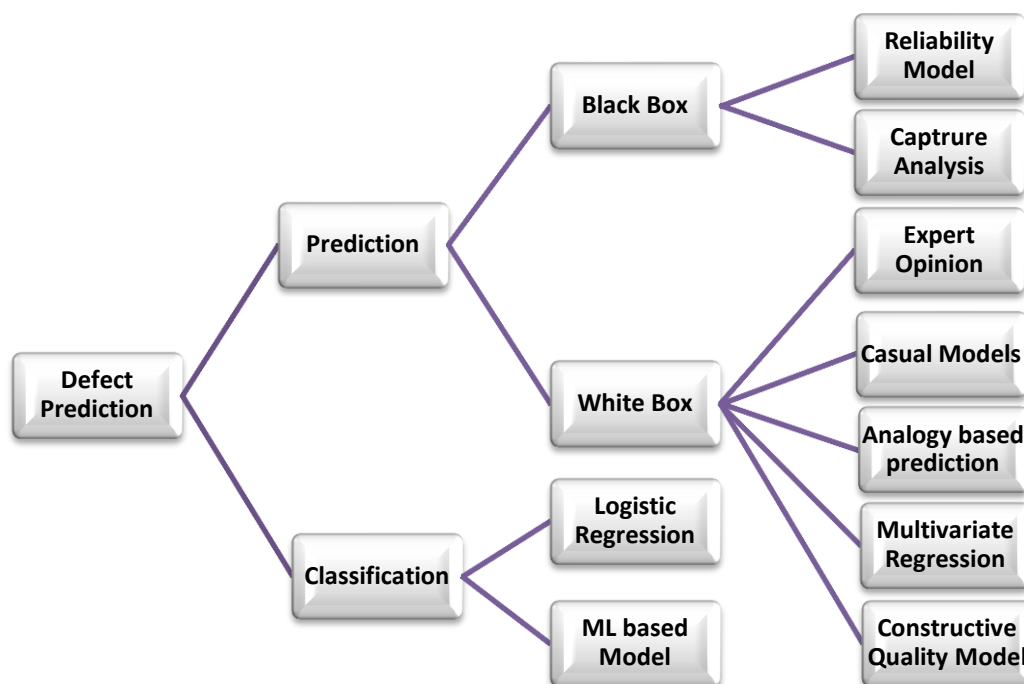 Defect
Prediction
Prediction
Classification
Black Box
White Box
Logistic
Regression
ML based
Model
Reliability
Model
Captrure
Analysis
Expert
Opinion
Casual Models
Analogy based
prediction
Multivariate
Regression
Constructive
Quality Model